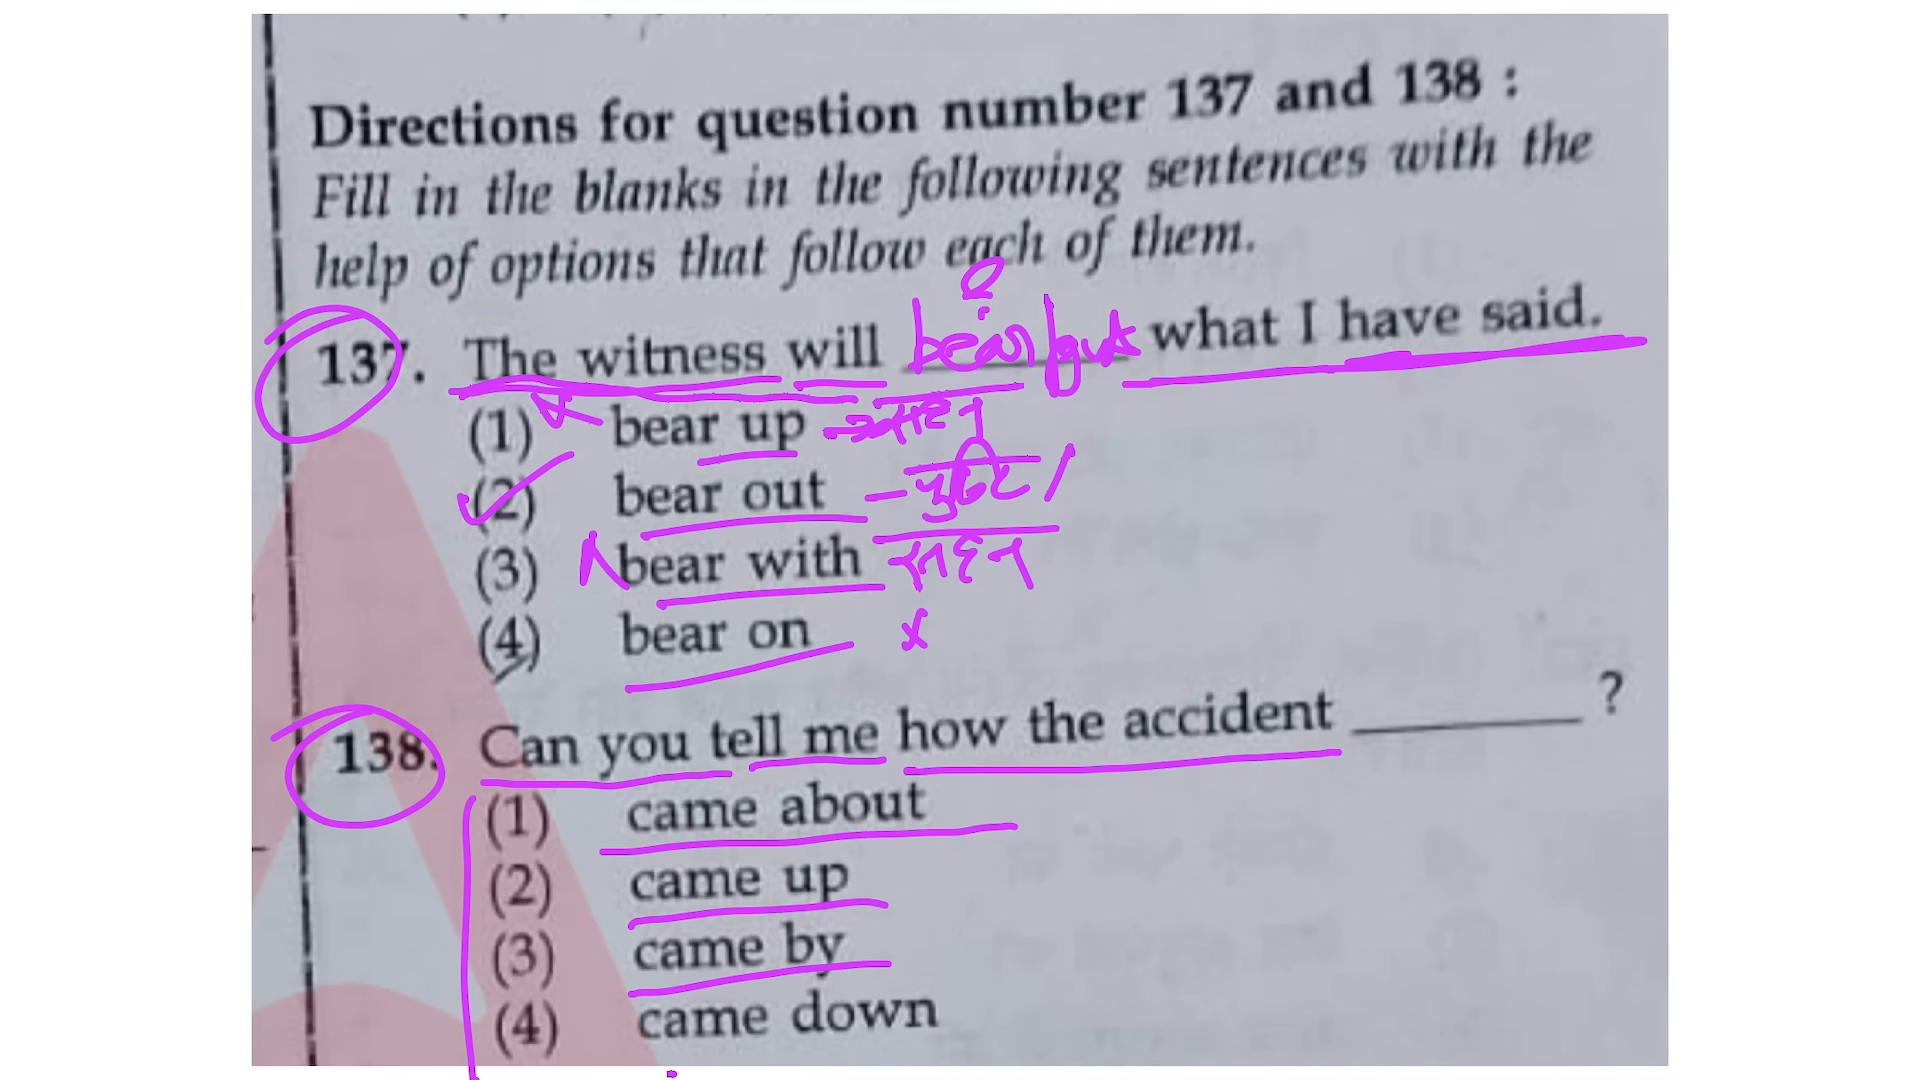 Directions for question number 137 and 138 :
Fill in the blanks in the following sentences with the
help of options that follow each of them.
137. The witness will bear out what I have said.
(1) bear up
(2) bear out - पुष्टि
(3) bear with सहन
(4) bear on x
138. Can you tell me how the accident ________ ?
(1) came about
(2) came up
(3) came by
(4) came down